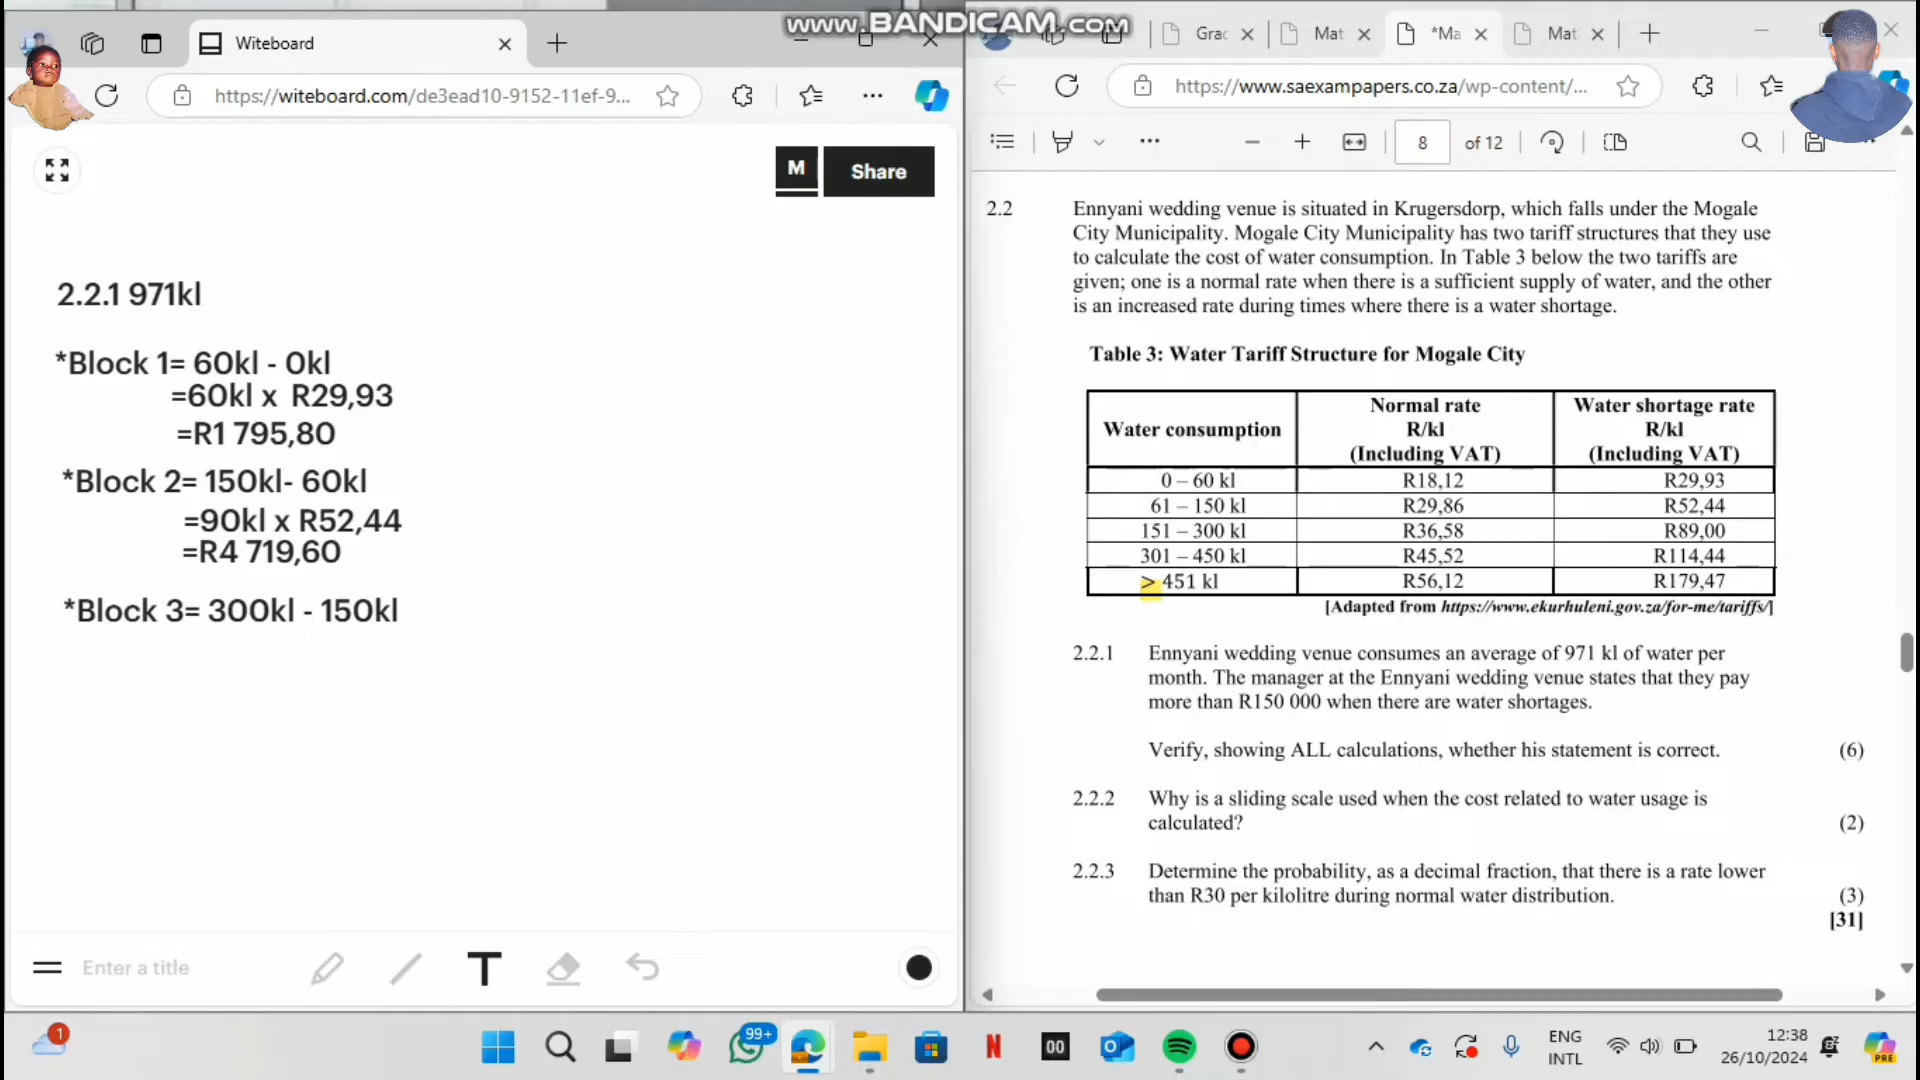 www.BANDICAM.com
Witeboard
https://witeboard.com/de3ead10-9152-11ef-9...
M
Share
2.2.1 971kl
*Block 1= 60kl - 0kl
=60kl x R29,93
=R1 795,80
*Block 2= 150kl- 60kl
=90kl x R52,44
=R4 719,60
*Block 3= 300kl - 150kl
Enter a title
T
Grac
Mat
*Ma
Mat
https://www.saexampapers.co.za/wp-content/...
8 of 12
2.2 Ennyani wedding venue is situated in Krugersdorp, which falls under the Mogale
City Municipality. Mogale City Municipality has two tariff structures that they use
to calculate the cost of water consumption. In Table 3 below the two tariffs are
given; one is a normal rate when there is a sufficient supply of water, and the other
is an increased rate during times where there is a water shortage.
Table 3: Water Tariff Structure for Mogale City
Water consumption
Normal rate
R/kl
(Including VAT)
Water shortage rate
R/kl
(Including VAT)
0 – 60 kl R18,12 R29,93
61 – 150 kl R29,86 R52,44
151 – 300 kl R36,58 R89,00
301 – 450 kl R45,52 R114,44
> 451 kl R56,12 R179,47
[Adapted from https://www.ekurhuleni.gov.za/for-me/tariffs/]
2.2.1 Ennyani wedding venue consumes an average of 971 kl of water per
month. The manager at the Ennyani wedding venue states that they pay
more than R150 000 when there are water shortages.
Verify, showing ALL calculations, whether his statement is correct. (6)
2.2.2 Why is a sliding scale used when the cost related to water usage is
calculated? (2)
2.2.3 Determine the probability, as a decimal fraction, that there is a rate lower
than R30 per kilolitre during normal water distribution. (3)
[31]
1
99+
ENG
INTL
12:38
26/10/2024
PRE